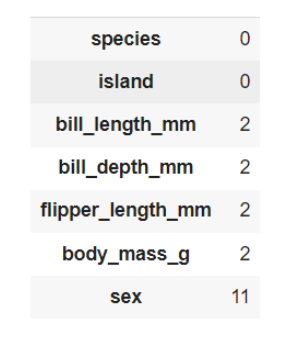 species 0
island 0
bill_length_mm 2
bill_depth_mm 2
flipper_length_mm 2
body_mass_g 2
sex 11